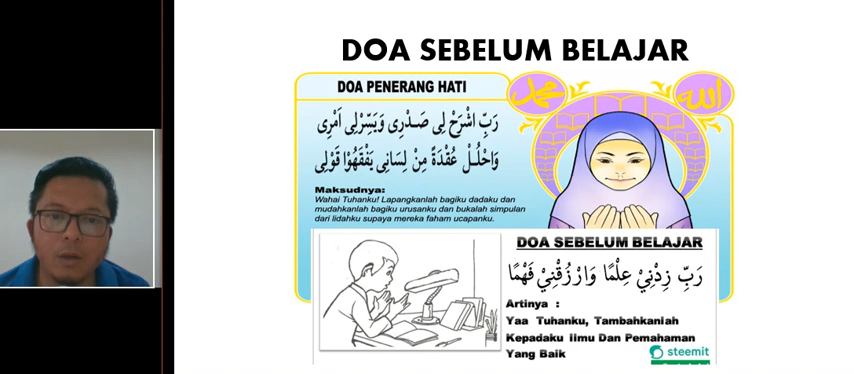 DOA SEBELUM BELAJAR
DOA PENERANG HATI
محمد
الله
رَبِّ اشْرَحْ لِى صَدْرِى وَيَسِّرْلِى اَمْرِى
وَاحْلُلْ عُقْدَةً مِنْ لِسَانِى يَفْقَهُوْا قَوْلِى
Maksudnya:
Wahai Tuhanku! Lapangkanlah bagiku dadaku dan
mudahkanlah bagiku urusanku dan bukalah simpulan
dari lidahku supaya mereka faham ucapanku.
DOA SEBELUM BELAJAR
رَبِّ زِدْنِيْ عِلْمًا وَارْزُقْنِيْ فَهْمًا
Artinya :
Yaa Tuhanku, Tambahkanlah
Kepadaku Ilmu Dan Pemahaman
Yang Baik
steemit